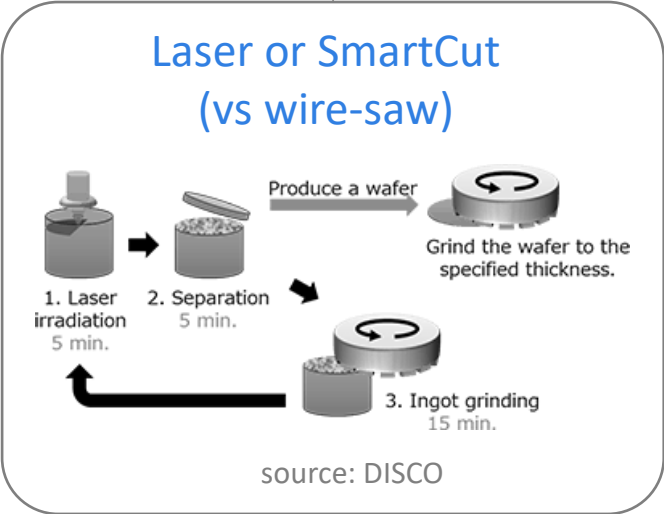 Laser or SmartCut
(vs wire-saw)
Produce a wafer
Grind the wafer to the
specified thickness.
1. Laser
irradiation
5 min.
2. Separation
5 min.
3. Ingot grinding
15 min.
source: DISCO